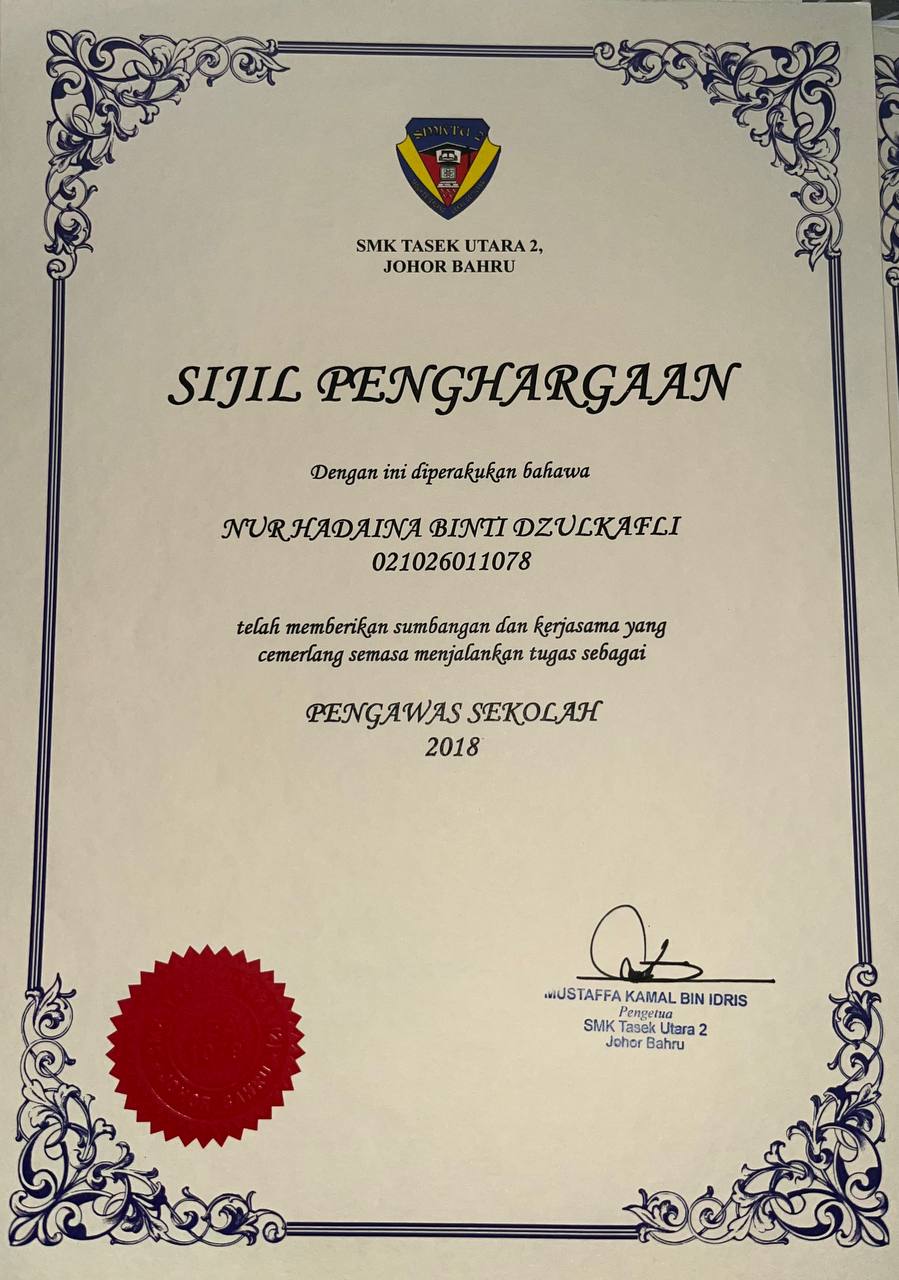 SMKTU 2
SMK TASEK UTARA 2,
JOHOR BAHRU
SIJIL PENGHARGAAN
Dengan ini diperakukan bahawa
NUR HADAINA BINTI DZULKAFLI
021026011078
telah memberikan sumbangan dan kerjasama yang
cemerlang semasa menjalankan tugas sebagai
PENGAWAS SEKOLAH
2018
MUSTAFFA KAMAL BIN IDRIS
Pengetua
SMK Tasek Utara 2
Johor Bahru
JOHOR BAHRU